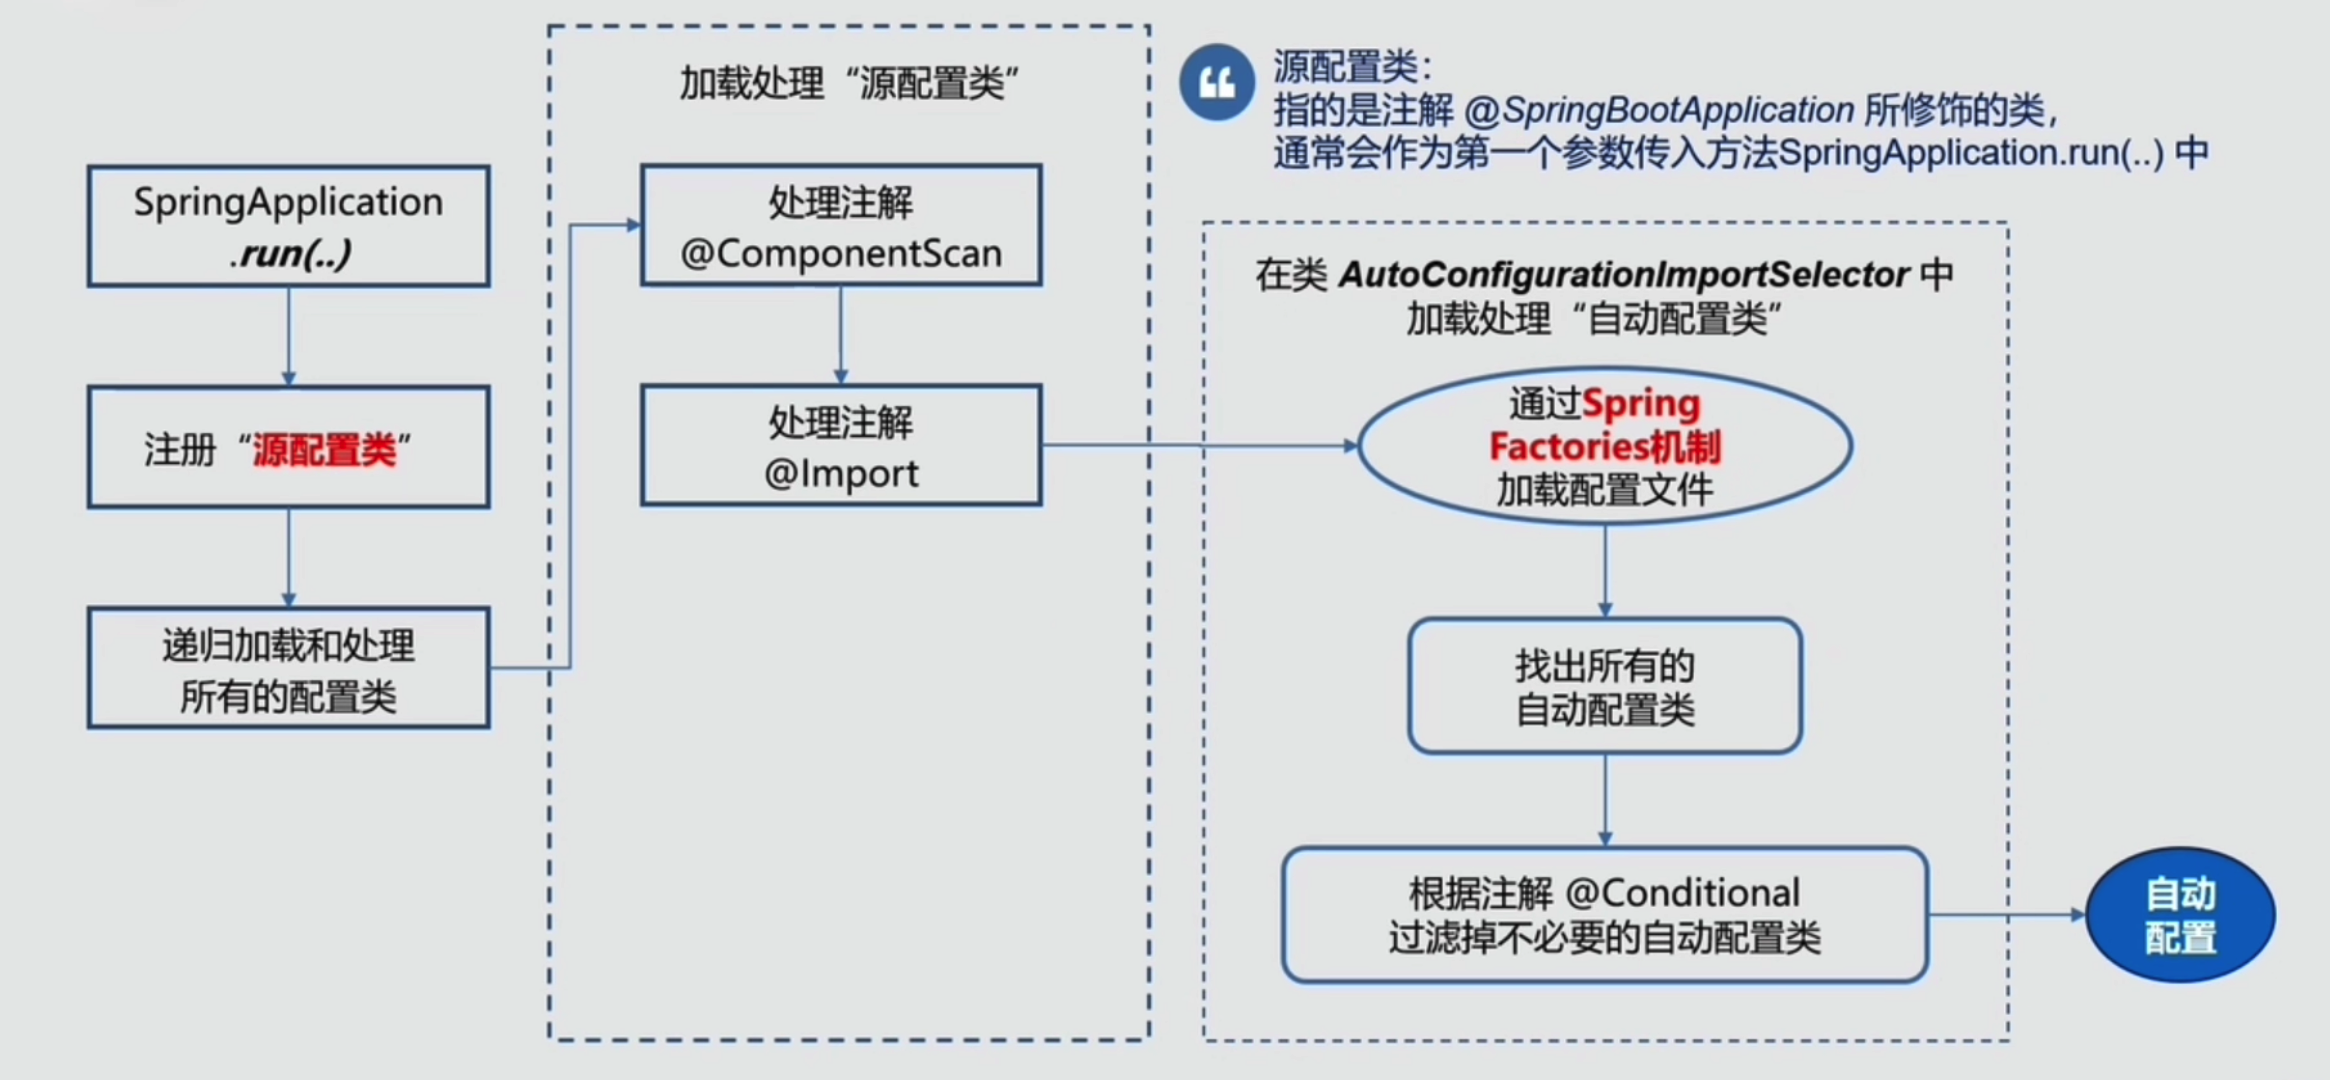 SpringApplication
.run(..)
注册“源配置类”
递归加载和处理
所有的配置类
加载处理“源配置类”
处理注解
@ComponentScan
处理注解
@Import
源配置类：
指的是注解 @SpringBootApplication 所修饰的类，
通常会作为第一个参数传入方法SpringApplication.run(..) 中
在类 AutoConfigurationImportSelector 中
加载处理“自动配置类”
通过Spring
Factories机制
加载配置文件
找出所有的
自动配置类
根据注解 @Conditional
过滤掉不必要的自动配置类
自动
配置